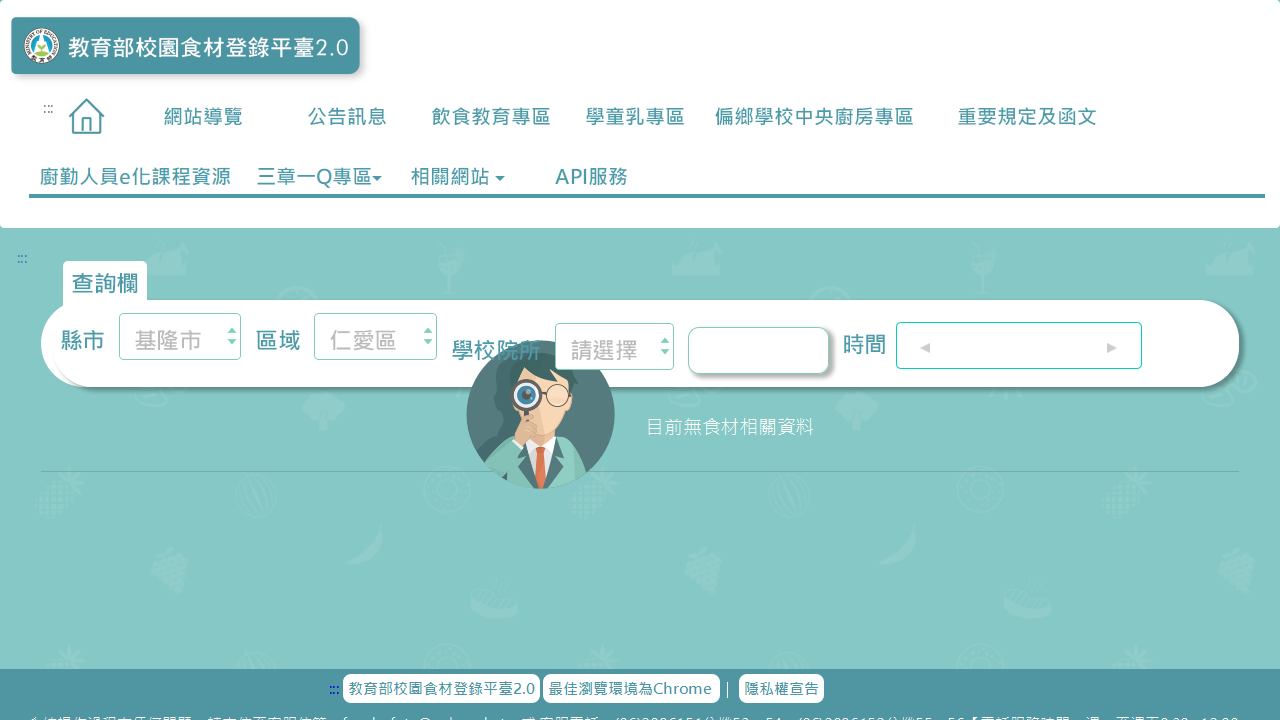 教育部校園食材登錄平臺2.0
:::
網站導覽 公告訊息 飲食教育專區 學童乳專區 偏鄉學校中央廚房專區 重要規定及函文
廚勤人員e化課程資源 三章一Q專區 相關網站 API服務
:::
查詢欄
縣市 基隆市 區域 仁愛區 學校院所 請選擇 時間
目前無食材相關資料
::: 教育部校園食材登錄平臺2.0 最佳瀏覽環境為Chrome | 隱私權宣告